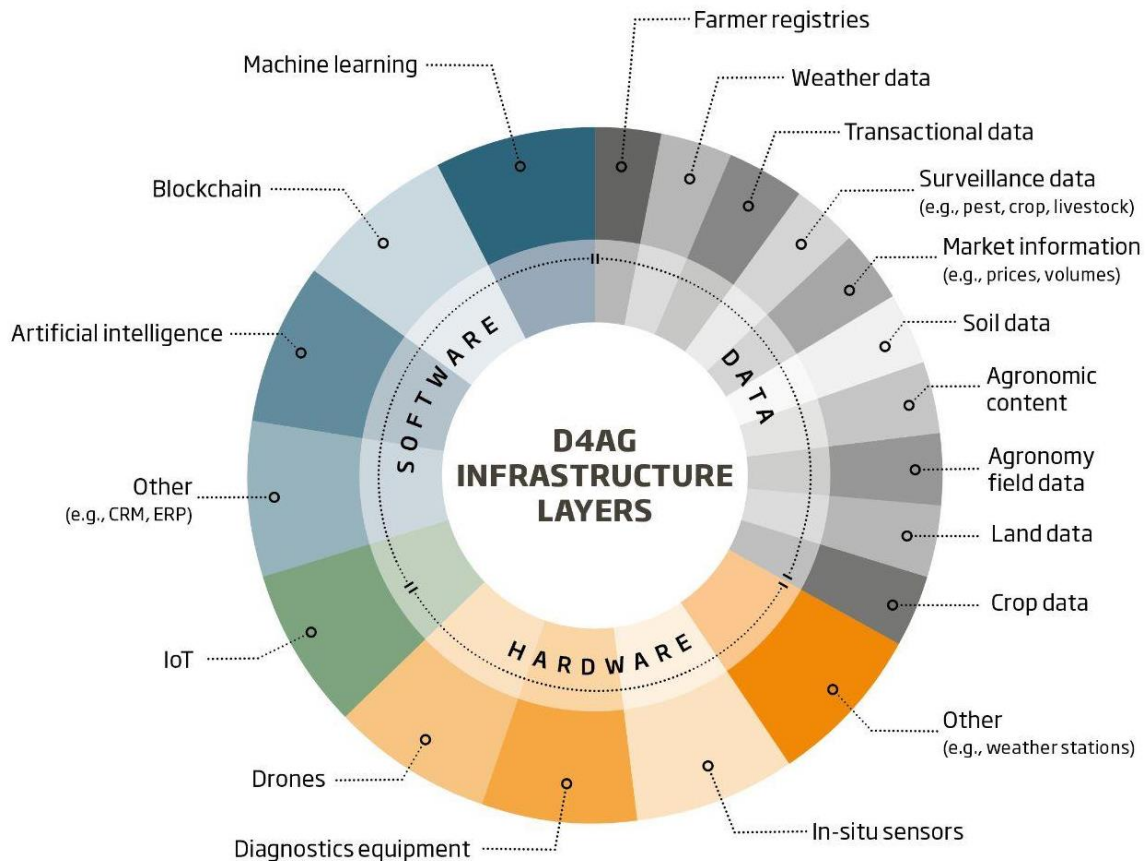 Farmer registries
Machine learning
Weather data
Transactional data
Blockchain
Surveillance data
(e.g., pest, crop, livestock)
Market information
(e.g., prices, volumes)
Artificial intelligence
Soil data
Agronomic
content
Agronomy
field data
Other
(e.g., CRM, ERP)
Land data
Crop data
IoT
Other
(e.g., weather stations)
Drones
In-situ sensors
Diagnostics equipment
SOFTWARE
DATA
HARDWARE
D4AG
INFRASTRUCTURE
LAYERS